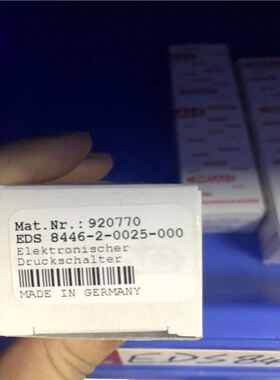 Mat.Nr.: 920770
EDS 8446-2-0025-000
Elektronischer
Druckschalter
MADE IN GERMANY